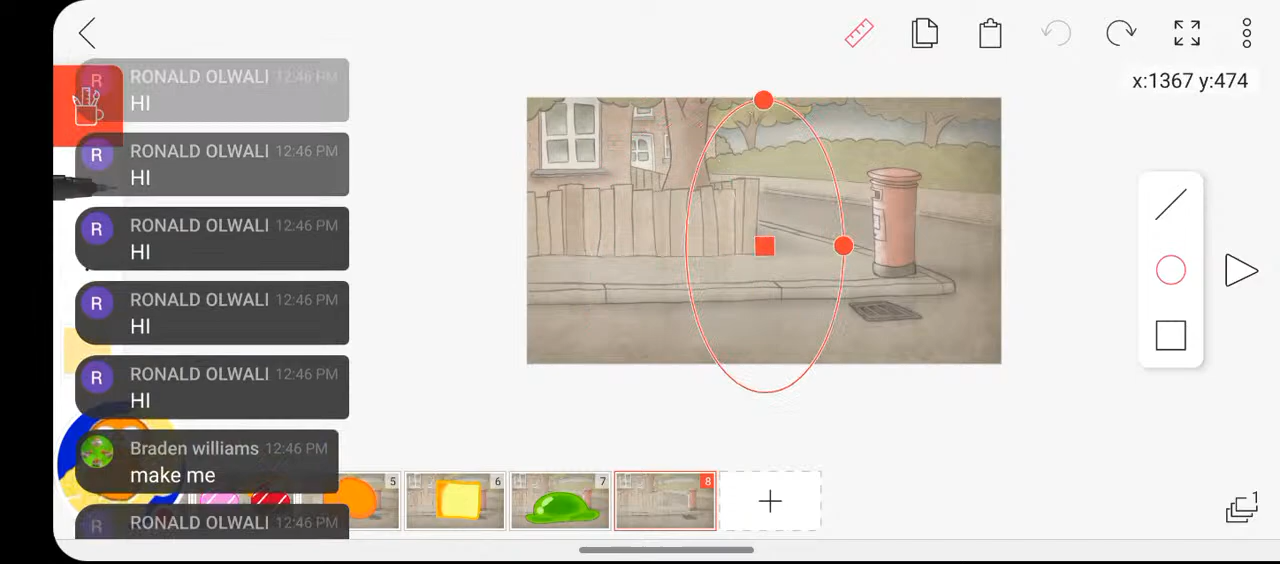 x:1367 y:474
RONALD OLWALI 12:46 PM
HI
RONALD OLWALI 12:46 PM
HI
RONALD OLWALI 12:46 PM
HI
RONALD OLWALI 12:46 PM
HI
RONALD OLWALI 12:46 PM
HI
Braden williams 12:46 PM
make me
RONALD OLWALI 12:46 PM
5
6
7
8
1